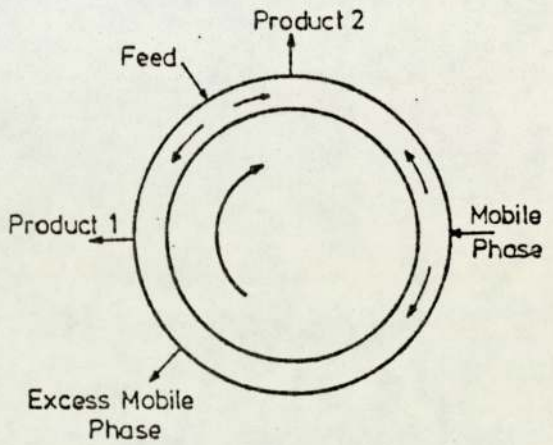 Product 2
Feed
Product 1
Mobile
Phase
Excess Mobile
Phase